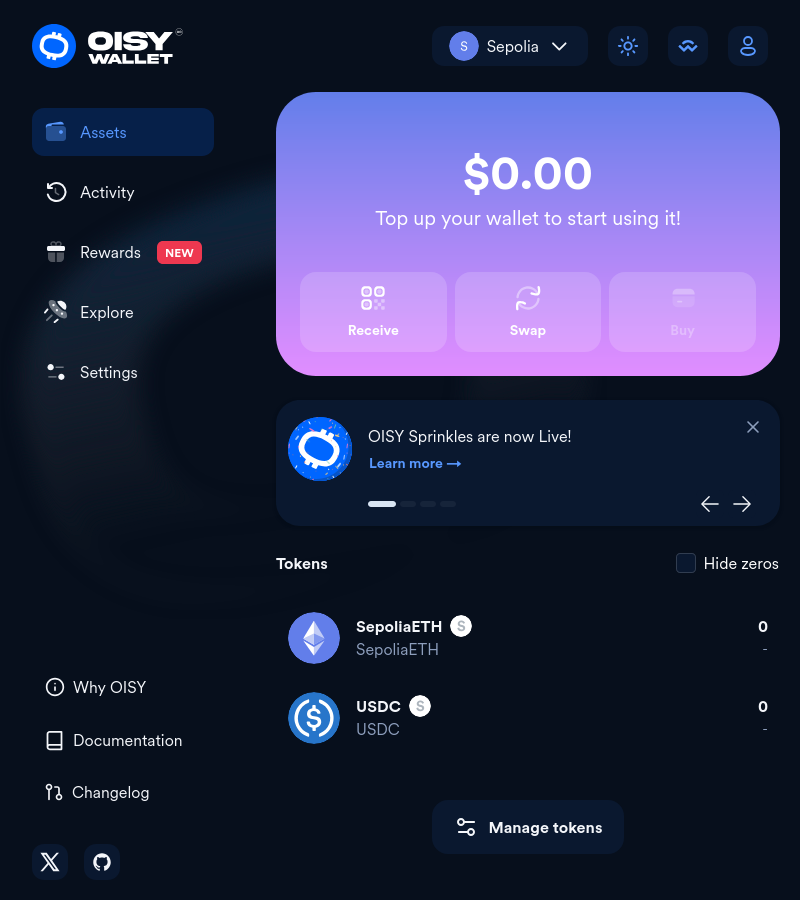 OISY
WALLET
S Sepolia
Assets
Activity
Rewards NEW
Explore
Settings
$0.00
Top up your wallet to start using it!
Receive Swap Buy
OISY Sprinkles are now Live!
Learn more →
Tokens
Hide zeros
SepoliaETH S 0
SepoliaETH -
USDC S 0
USDC -
Manage tokens
Why OISY
Documentation
Changelog